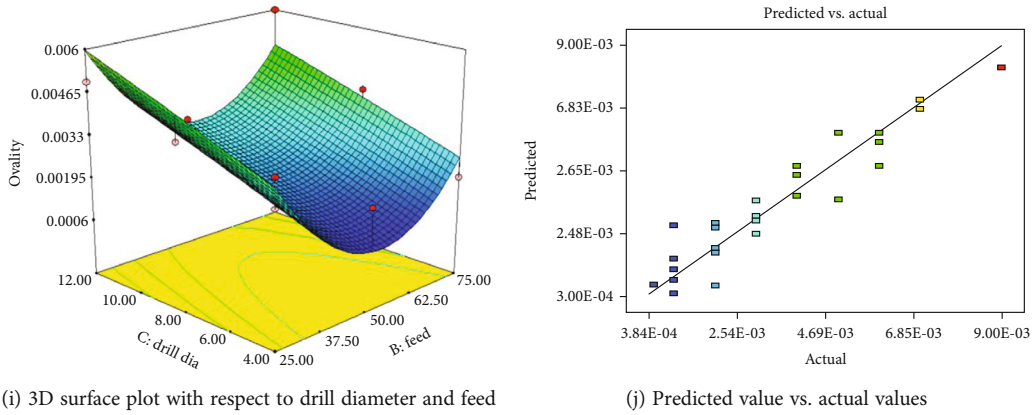 0.006
0.00465
0.0033
0.00195
0.0006
Ovality
12.00
10.00
8.00
6.00
4.00
C: drill dia
25.00
37.50
50.00
62.50
75.00
B: feed
(i) 3D surface plot with respect to drill diameter and feed
Predicted vs. actual
9.00E-03
6.83E-03
2.65E-03
2.48E-03
3.00E-04
Predicted
3.84E-04
2.54E-03
4.69E-03
6.85E-03
9.00E-03
Actual
(j) Predicted value vs. actual values